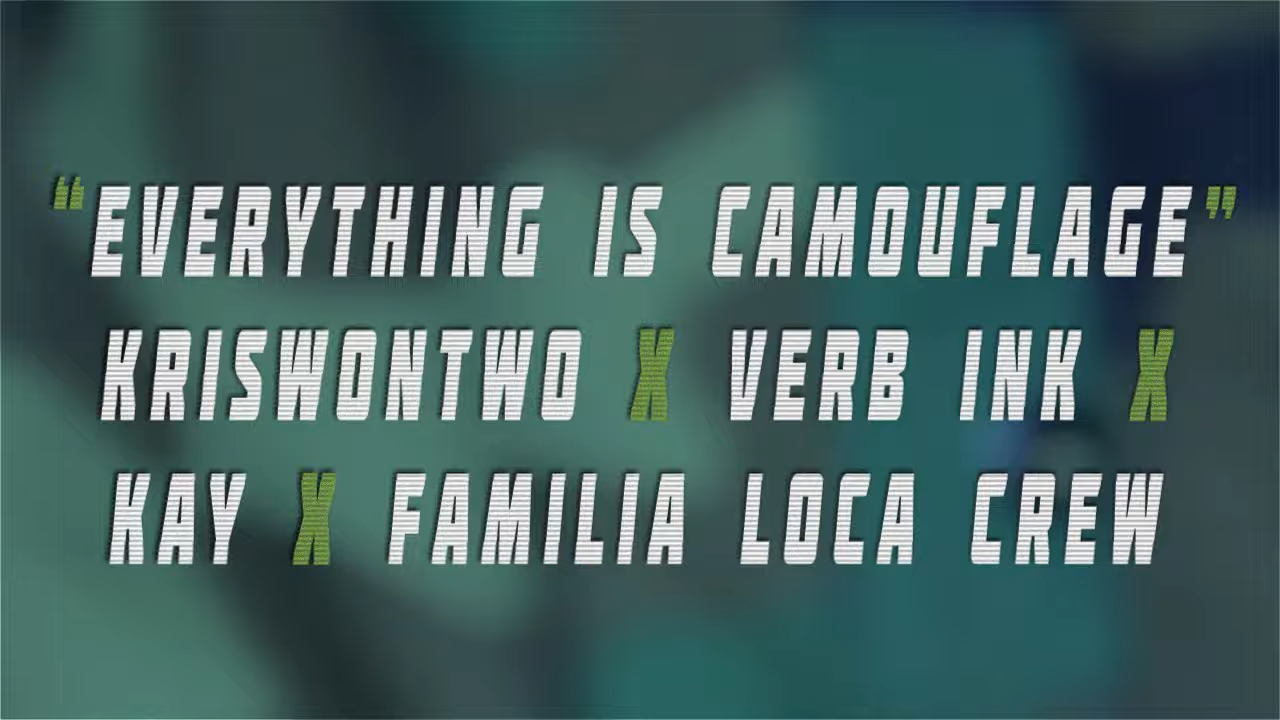 “EVERYTHING IS CAMOUFLAGE”
KRISWONTWO X VERB INK X
KAY X FAMILIA LOCA CREW